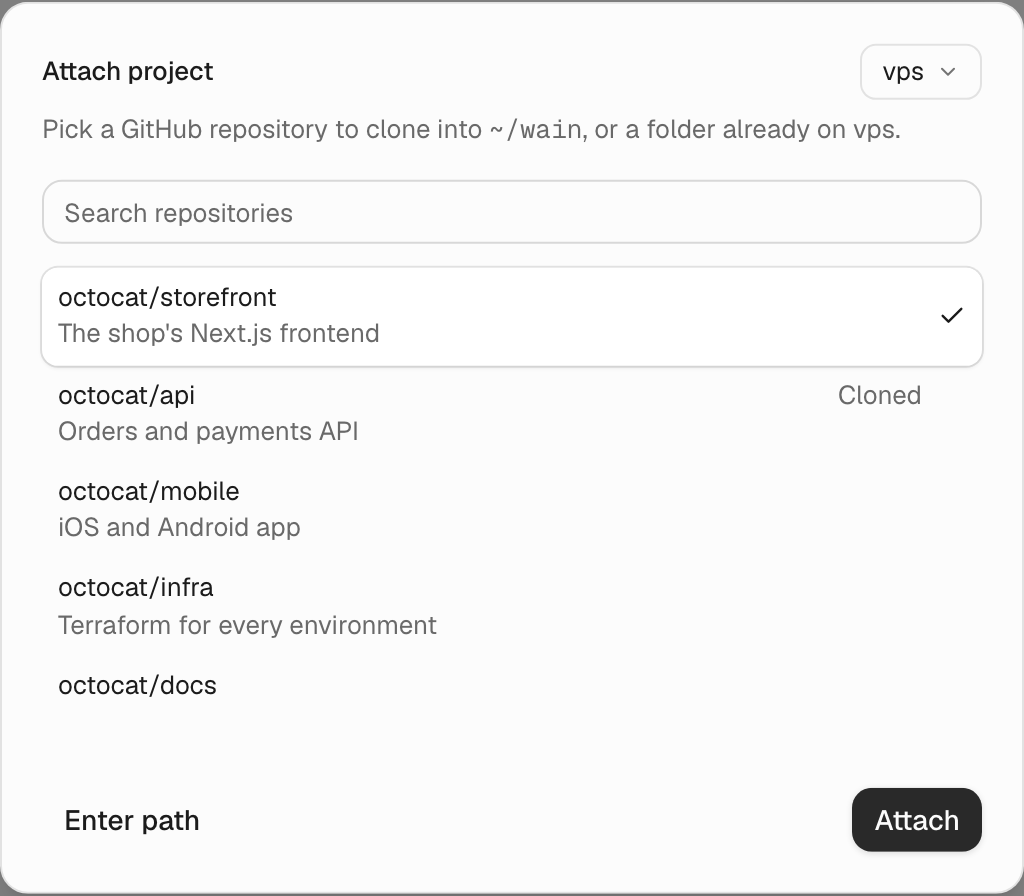 Attach project
vps
Pick a GitHub repository to clone into ~/wain, or a folder already on vps.
Search repositories
octocat/storefront
The shop's Next.js frontend
octocat/api
Cloned
Orders and payments API
octocat/mobile
iOS and Android app
octocat/infra
Terraform for every environment
octocat/docs
Enter path
Attach